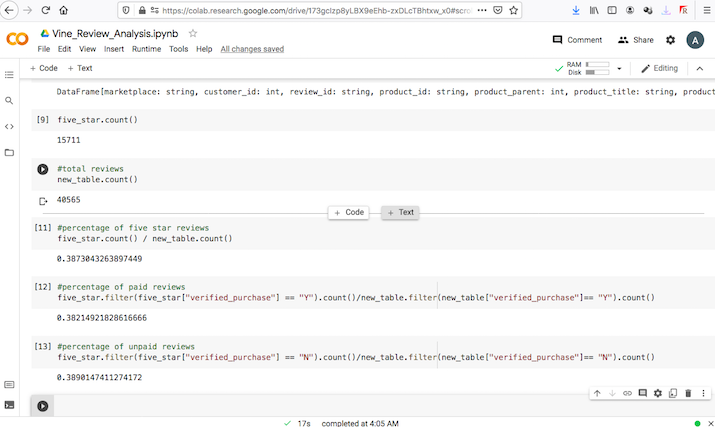 https://colab.research.google.com/drive/173gclzp8yLBX9eEhb-zxDLcTBhtxw_x0#scro
Vine_Review_Analysis.ipynb
Comment
Share
A
File Edit View Insert Runtime Tools Help All changes saved
+ Code + Text
RAM
Disk
Editing
DataFrame[marketplace: string, customer_id: int, review_id: string, product_id: string, product_parent: int, product_title: string, product
[9] five_star.count()
15711
#total reviews
new_table.count()
40565
+ Code
+ Text
[11] #percentage of five star reviews
five_star.count() / new_table.count()
0.3873043263897449
[12] #percentage of paid reviews
five_star.filter(five_star["verified_purchase"] == "Y").count()/new_table.filter(new_table["verified_purchase"]== "Y").count()
0.38214921828616666
[13] #percentage of unpaid reviews
five_star.filter(five_star["verified_purchase"] == "N").count()/new_table.filter(new_table["verified_purchase"]== "N").count()
0.3890147411274172
17s completed at 4:05 AM